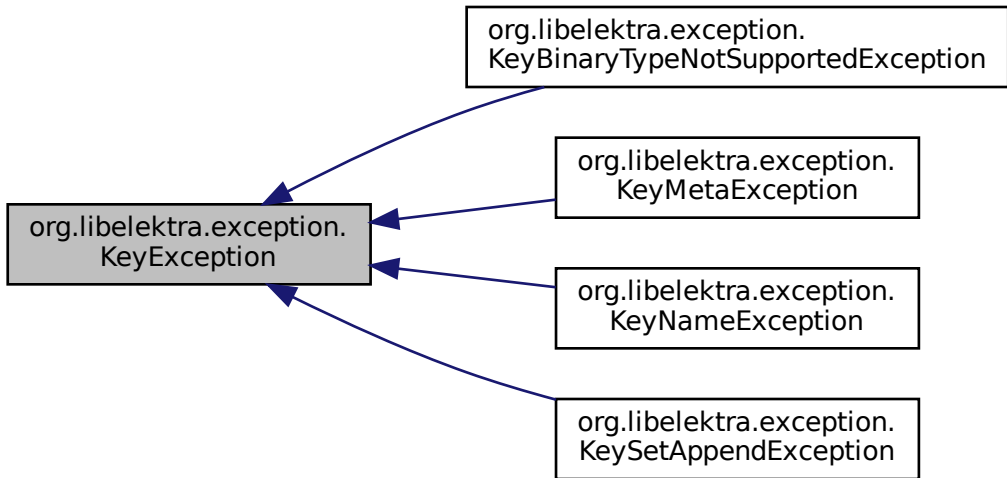 org.libelektra.exception.
KeyBinaryTypeNotSupportedException
org.libelektra.exception.
KeyMetaException
org.libelektra.exception.
KeyException
org.libelektra.exception.
KeyNameException
org.libelektra.exception.
KeySetAppendException